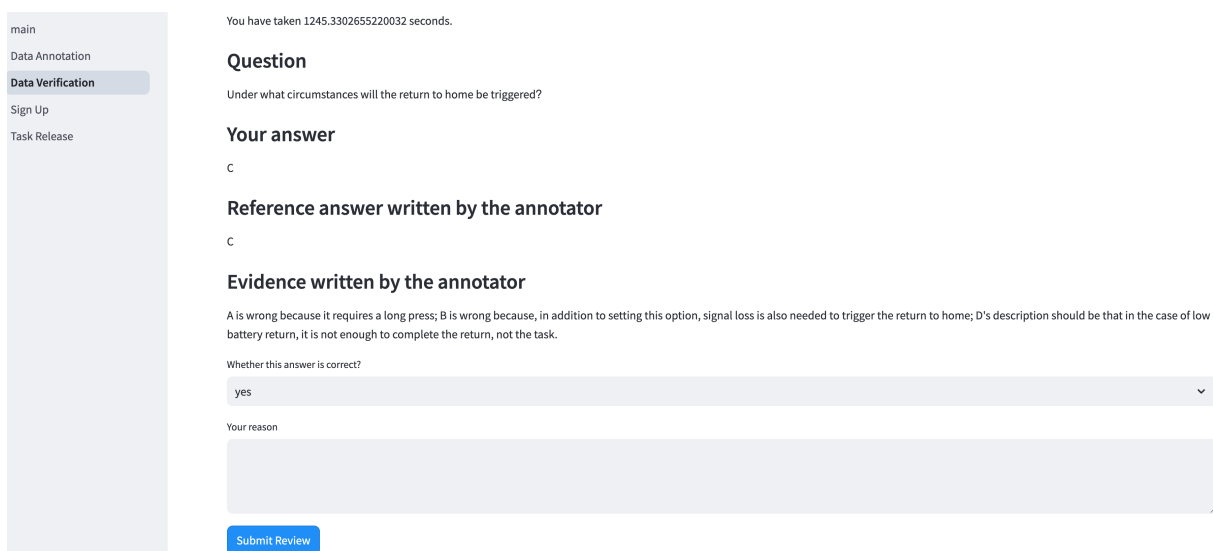 main
Data Annotation
Data Verification
Sign Up
Task Release
You have taken 1245.3302655220032 seconds.
Question
Under what circumstances will the return to home be triggered?
Your answer
C
Reference answer written by the annotator
C
Evidence written by the annotator
A is wrong because it requires a long press; B is wrong because, in addition to setting this option, signal loss is also needed to trigger the return to home; D's description should be that in the case of low
battery return, it is not enough to complete the return, not the task.
Whether this answer is correct?
yes
Your reason
Submit Review